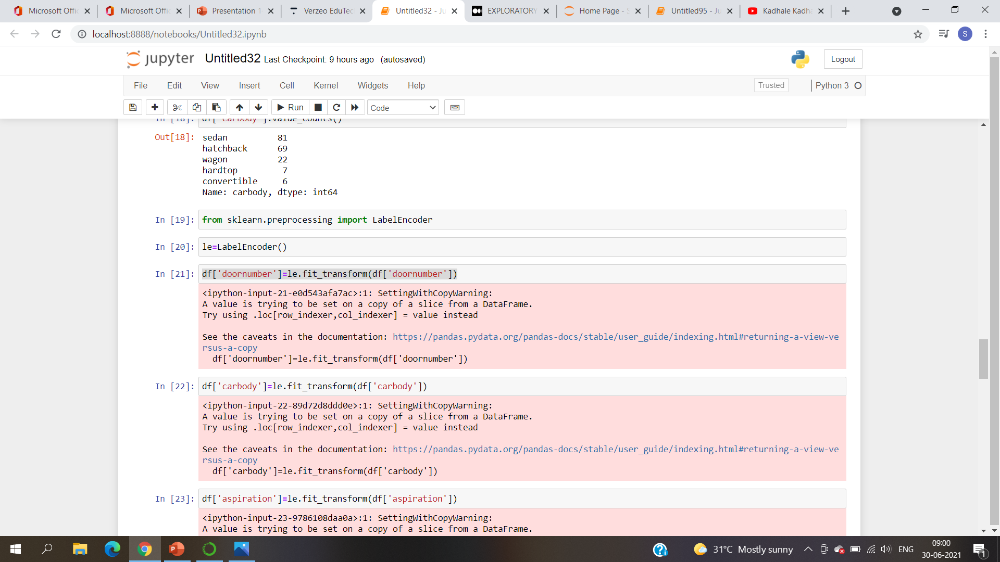 Microsoft Offic
Microsoft Offic
Presentation 1
Verzeo EduTec
Untitled32 - Ju
EXPLORATORY
Home Page - S
Untitled95 - Ju
Kadhale Kadha
localhost:8888/notebooks/Untitled32.ipynb
S
jupyter Untitled32 Last Checkpoint: 9 hours ago (autosaved)
Logout
File Edit View Insert Cell Kernel Widgets Help
Trusted
Python 3
Run
Code
In [18]: df['carbody'].value_counts()
Out[18]: sedan 81
hatchback 69
wagon 22
hardtop 7
convertible 6
Name: carbody, dtype: int64
In [19]: from sklearn.preprocessing import LabelEncoder
In [20]: le=LabelEncoder()
In [21]: df['doornumber']=le.fit_transform(df['doornumber'])
<ipython-input-21-e0d543afa7ac>:1: SettingWithCopyWarning:
A value is trying to be set on a copy of a slice from a DataFrame.
Try using .loc[row_indexer,col_indexer] = value instead
See the caveats in the documentation: https://pandas.pydata.org/pandas-docs/stable/user_guide/indexing.html#returning-a-view-ve
rsus-a-copy
df['doornumber']=le.fit_transform(df['doornumber'])
In [22]: df['carbody']=le.fit_transform(df['carbody'])
<ipython-input-22-89d72d8ddd0e>:1: SettingWithCopyWarning:
A value is trying to be set on a copy of a slice from a DataFrame.
Try using .loc[row_indexer,col_indexer] = value instead
See the caveats in the documentation: https://pandas.pydata.org/pandas-docs/stable/user_guide/indexing.html#returning-a-view-ve
rsus-a-copy
df['carbody']=le.fit_transform(df['carbody'])
In [23]: df['aspiration']=le.fit_transform(df['aspiration'])
<ipython-input-23-9786108daa0a>:1: SettingWithCopyWarning:
A value is trying to be set on a copy of a slice from a DataFrame.
31°C Mostly sunny
ENG
09:00
30-06-2021
1